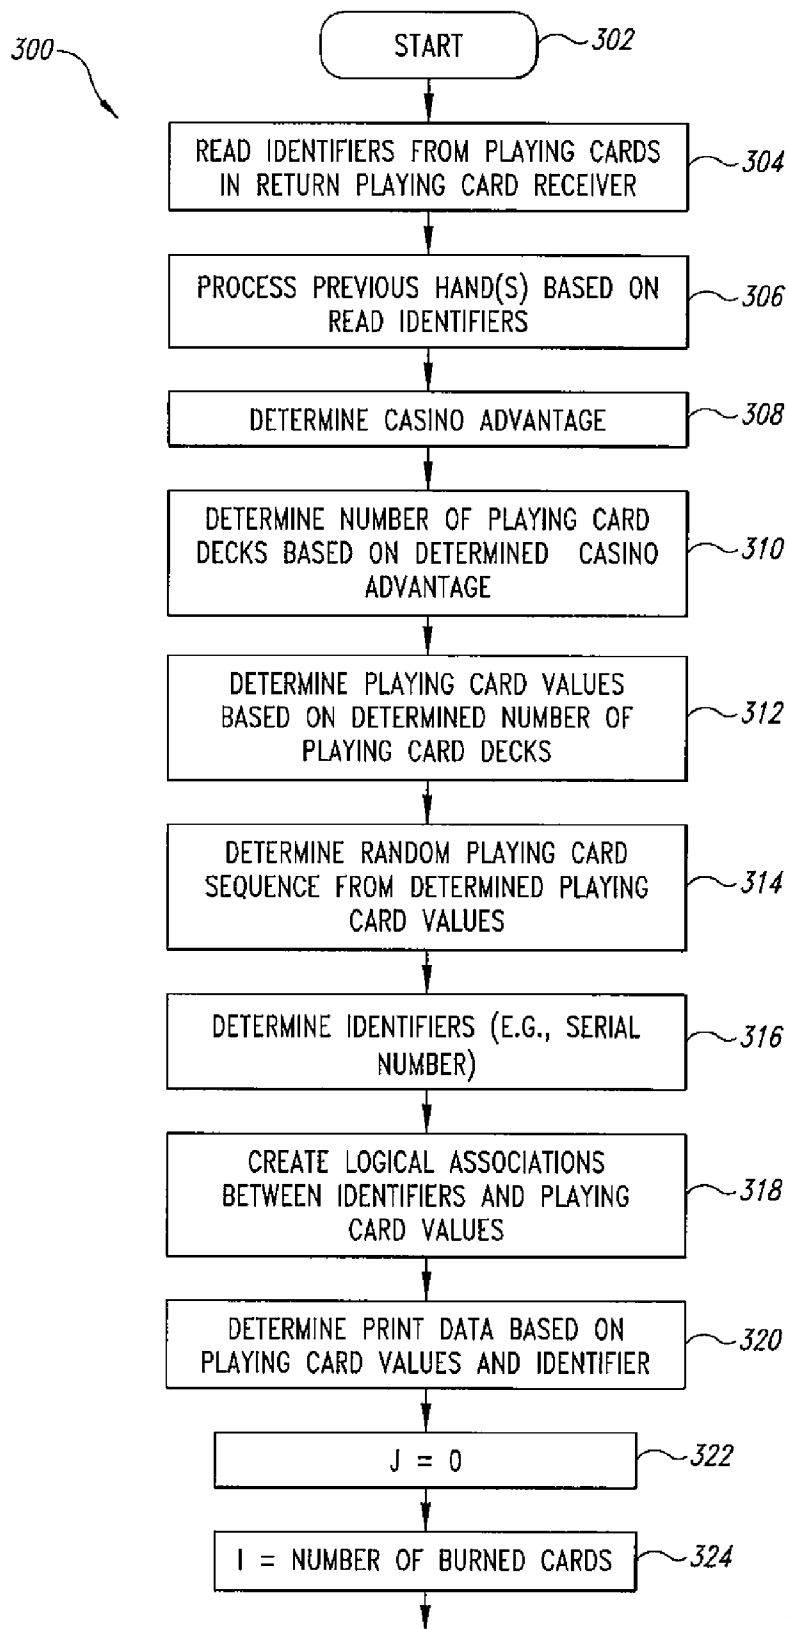 300
START
302
READ IDENTIFIERS FROM PLAYING CARDS
IN RETURN PLAYING CARD RECEIVER
304
PROCESS PREVIOUS HAND(S) BASED ON
READ IDENTIFIERS
306
DETERMINE CASINO ADVANTAGE
308
DETERMINE NUMBER OF PLAYING CARD
DECKS BASED ON DETERMINED CASINO
ADVANTAGE
310
DETERMINE PLAYING CARD VALUES
BASED ON DETERMINED NUMBER OF
PLAYING CARD DECKS
312
DETERMINE RANDOM PLAYING CARD
SEQUENCE FROM DETERMINED PLAYING
CARD VALUES
314
DETERMINE IDENTIFIERS (E.G., SERIAL
NUMBER)
316
CREATE LOGICAL ASSOCIATIONS
BETWEEN IDENTIFIERS AND PLAYING
CARD VALUES
318
DETERMINE PRINT DATA BASED ON
PLAYING CARD VALUES AND IDENTIFIER
320
J = 0
322
I = NUMBER OF BURNED CARDS
324